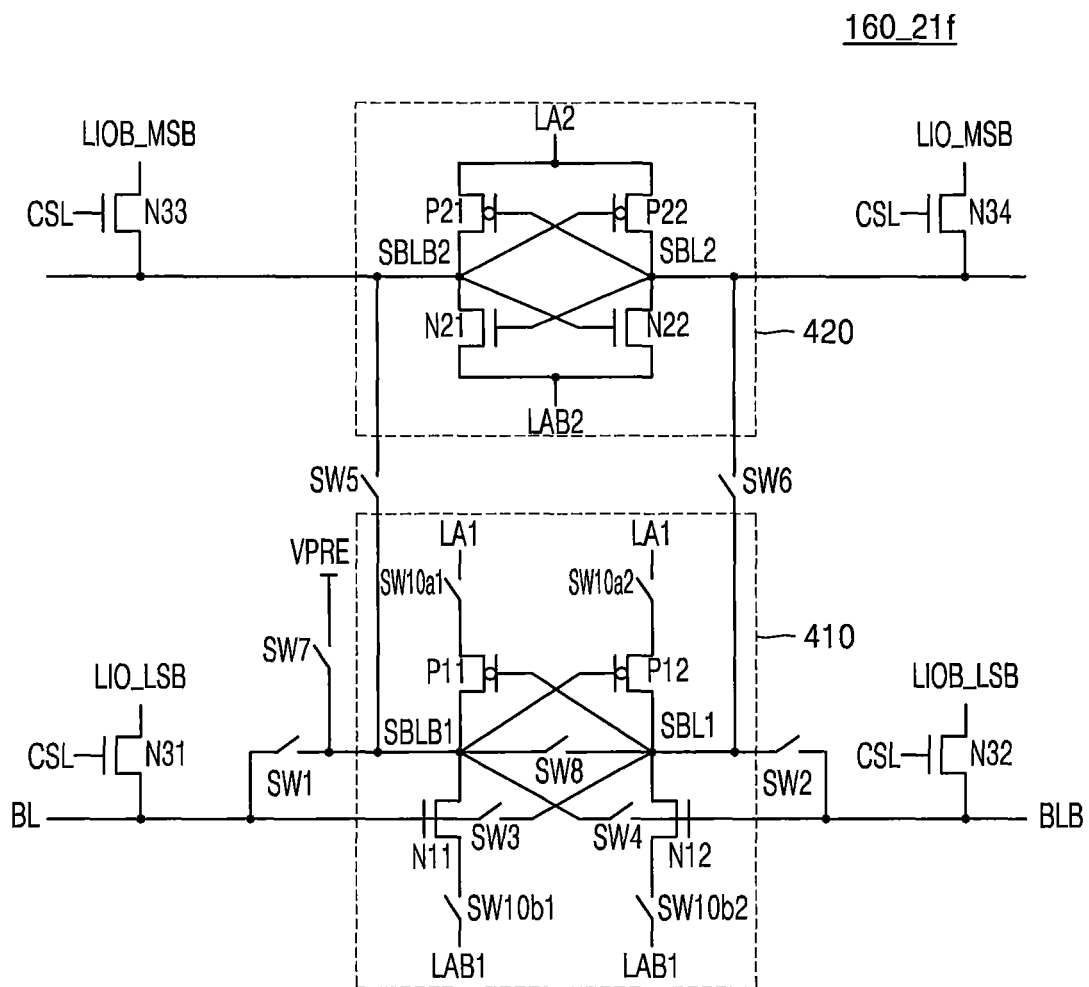 160_21f
LA2
LIOB_MSB
LIO_MSB
CSL
N33
P21
P22
CSL
N34
SBLB2
SBL2
N21
N22
420
LAB2
SW5
SW6
VPRE
LA1
LA1
SW10a1
SW10a2
410
SW7
P11
P12
LIO_LSB
LIOB_LSB
SBLB1
SBL1
CSL
N31
SW1
SW8
SW2
CSL
N32
BL
SW3
SW4
BLB
N11
N12
SW10b1
SW10b2
LAB1
LAB1